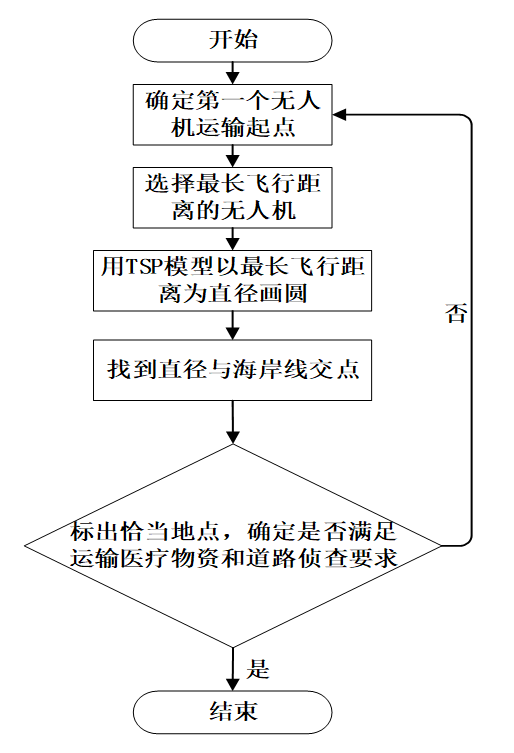 开始
确定第一个无人
机运输起点
选择最长飞行距
离的无人机
用TSP模型以最长飞行距
离为直径画圆
找到直径与海岸线交点
否
标出恰当地点，确定是否满足
运输医疗物资和道路侦查要求
是
结束